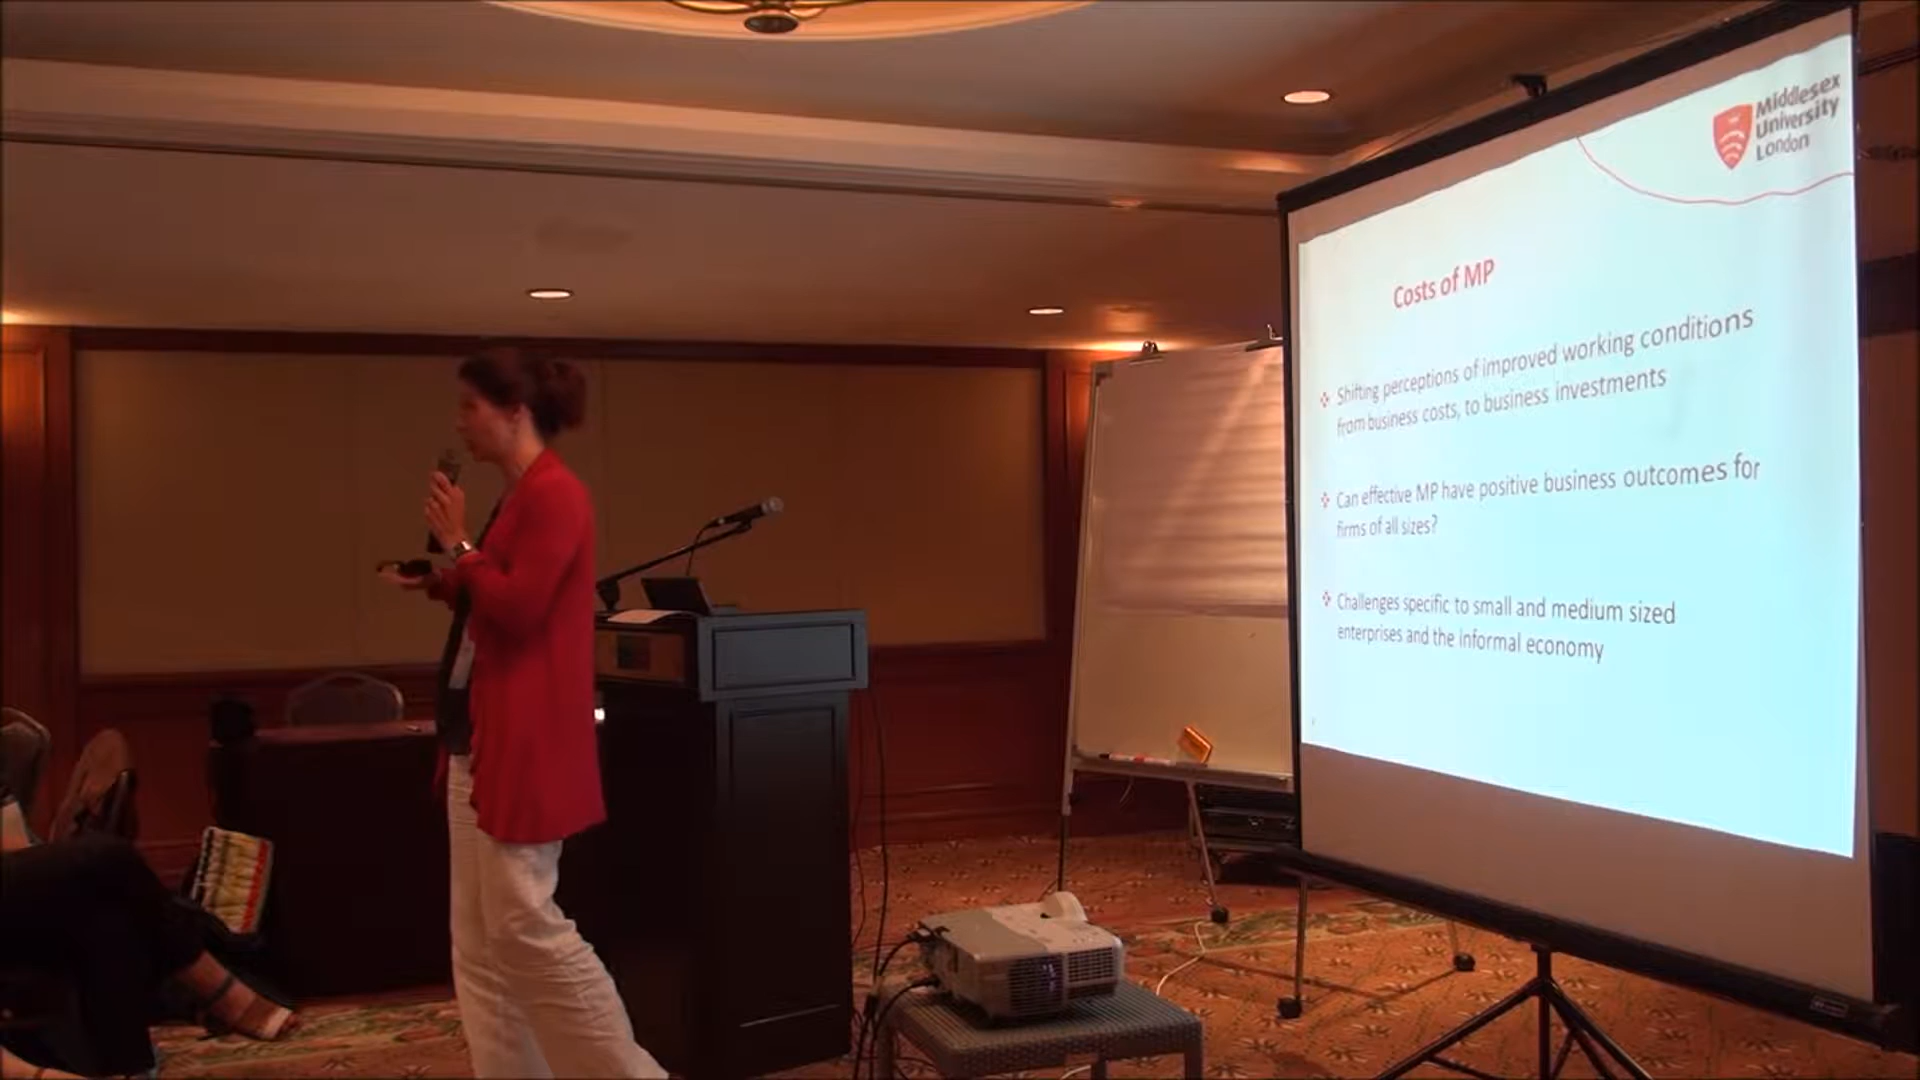 Middlesex
University
London
Costs of MP
Shifting perceptions of improved working conditions
from business costs, to business investments
Can effective MP have positive business outcomes for
firms of all sizes?
Challenges specific to small and medium sized
enterprises and the informal economy